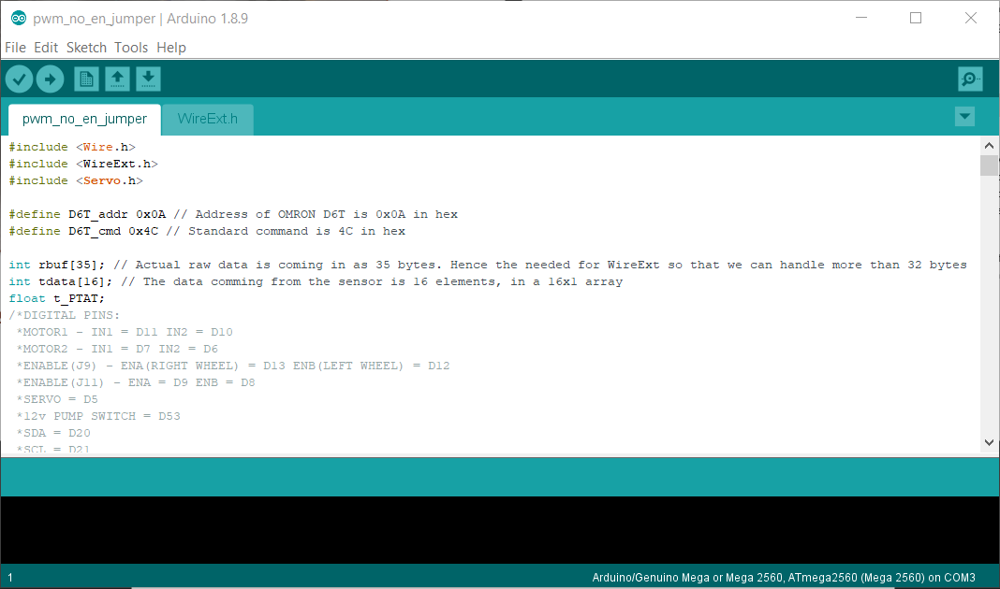 pwm_no_en_jumper | Arduino 1.8.9
File Edit Sketch Tools Help
pwm_no_en_jumper WireExt.h
#include <Wire.h>
#include <WireExt.h>
#include <Servo.h>
#define D6T_addr 0x0A // Address of OMRON D6T is 0x0A in hex
#define D6T_cmd 0x4C // Standard command is 4C in hex
int rbuf[35]; // Actual raw data is coming in as 35 bytes. Hence the needed for WireExt so that we can handle more than 32 bytes
int tdata[16]; // The data comming from the sensor is 16 elements, in a 16x1 array
float t_PTAT;
/*DIGITAL PINS:
*MOTOR1 - IN1 = D11 IN2 = D10
*MOTOR2 - IN1 = D7 IN2 = D6
*ENABLE(J9) - ENA(RIGHT WHEEL) = D13 ENB(LEFT WHEEL) = D12
*ENABLE(J11) - ENA = D9 ENB = D8
*SERVO = D5
*12v PUMP SWITCH = D53
*SDA = D20
*SCL = D21
1 Arduino/Genuino Mega or Mega 2560, ATmega2560 (Mega 2560) on COM3